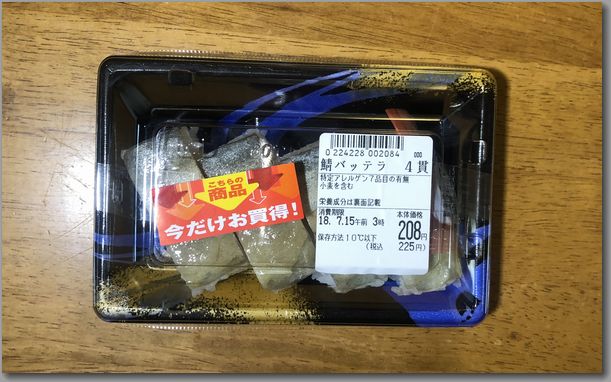 こちらの
商品
今だけお買得!
0 224228 002084 000
鯖バッテラ 4貫
特定アレルゲン7品目の有無
小麦を含む
栄養成分は裏面記載
消費期限
18. 7.15午前 3時
保存方法10℃以下
本体価格
208円
(税込 225円)